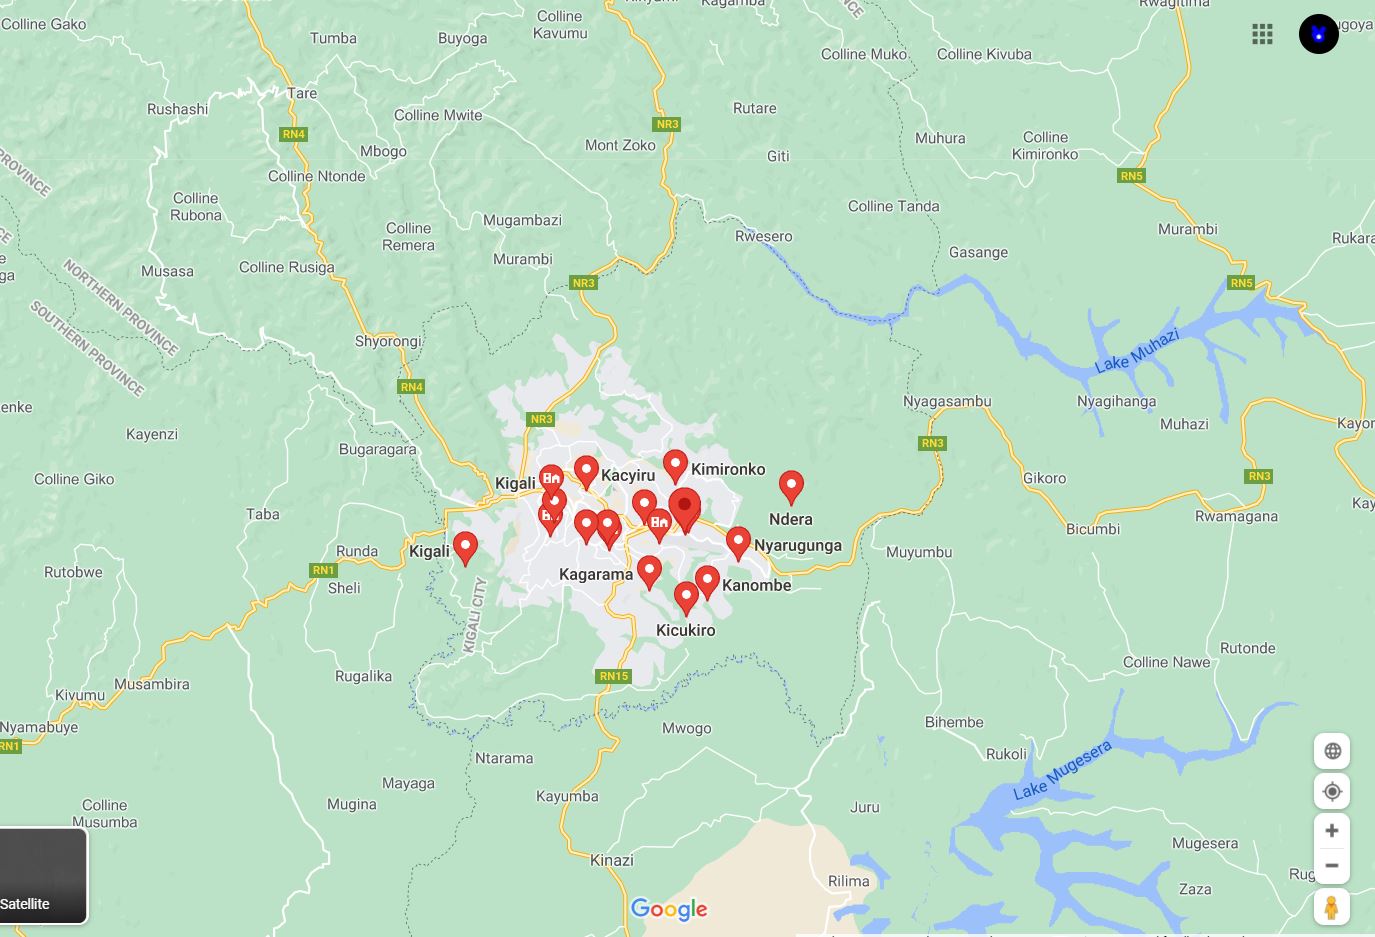 Rwagitima
Kagamba
Colline Gako
Colline
Kavumu
Tumba
Buyoga
Colline Muko
Colline Kivuba
Tare
Rushashi
Colline Mwite
Rutare
NR3
RN4
Mont Zoko
Muhura
Colline
Kimironko
Mbogo
Giti
Colline Ntonde
RN5
PROVINCE
Colline
Rubona
Colline Tanda
Mugambazi
Colline
Remera
Rwesero
Murambi
Rukara
Murambi
Gasange
Musasa
Colline Rusiga
NORTHERN PROVINCE
SOUTHERN PROVINCE
NR3
RN5
Shyorongi
Lake Muhazi
RN4
Nyagasambu
Nyagihanga
NR3
Muhazi
Kayenzi
RN3
Bugaragara
Kimironko
Kacyiru
Colline Giko
Kigali
Gikoro
RN3
Taba
Ndera
Rwamagana
Bicumbi
Nyarugunga
Kigali
Runda
Muyumbu
RN1
Rutobwe
Kagarama
Kanombe
Sheli
KIGALI CITY
Kicukiro
Rutonde
Colline Nawe
RN15
Rugalika
Musambira
Kivumu
Nyamabuye
Mwogo
Bihembe
RN1
Rukoli
Ntarama
Lake Mugesera
Mayaga
Kayumba
Mugina
Colline
Musumba
Juru
Mugesera
Kinazi
Rilima
Zaza
Satellite
Google